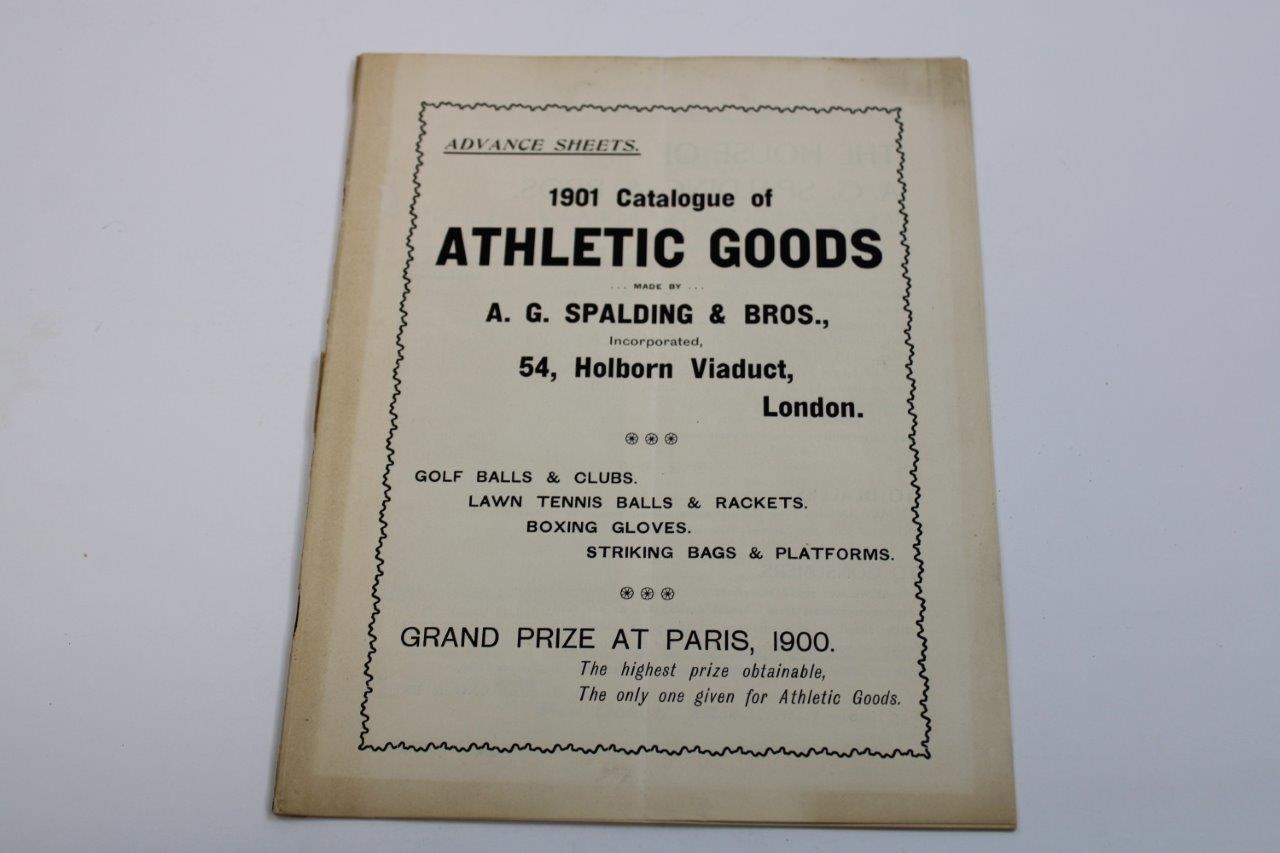 ADVANCE SHEETS.
1901 Catalogue of
ATHLETIC GOODS
... MADE BY ...
A. G. SPALDING & BROS.,
Incorporated,
54, Holborn Viaduct,
London.
GOLF BALLS & CLUBS.
LAWN TENNIS BALLS & RACKETS.
BOXING GLOVES.
STRIKING BAGS & PLATFORMS.
GRAND PRIZE AT PARIS, 1900.
The highest prize obtainable,
The only one given for Athletic Goods.